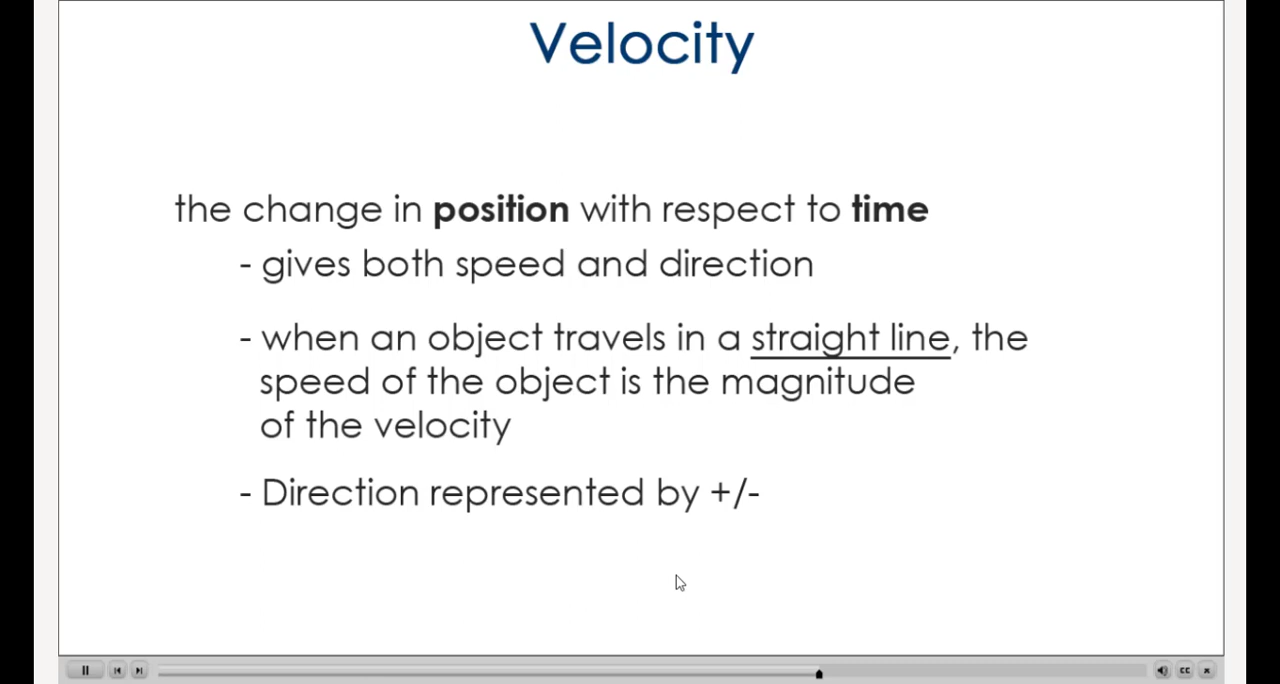 Velocity
the change in position with respect to time
- gives both speed and direction
- when an object travels in a straight line, the
speed of the object is the magnitude
of the velocity
- Direction represented by +/-
CC